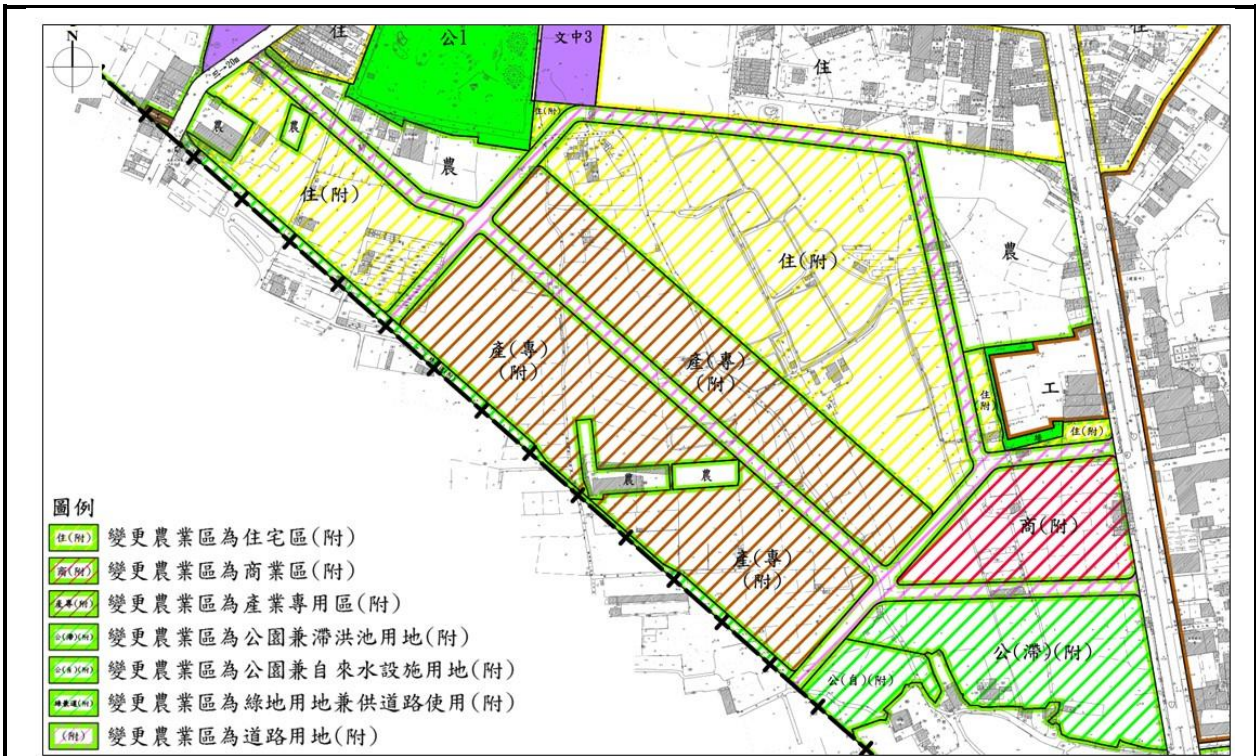 N
住
公1
文中3
住
住
20m
農
農
農
住(附)
住(附)
住(附)
農
產(專)
(附)
產(專)
(附)
住
(附)
工
住(附)
農
農
商(附)
產(專)
(附)
公(滯)(附)
公(自)(附)
圖例
住(附) 變更農業區為住宅區(附)
商(附) 變更農業區為商業區(附)
產專(附) 變更農業區為產業專用區(附)
公(滯)(附) 變更農業區為公園兼滯洪池用地(附)
公(自)(附) 變更農業區為公園兼自來水設施用地(附)
綠兼道(附) 變更農業區為綠地用地兼供道路使用(附)
(附) 變更農業區為道路用地(附)